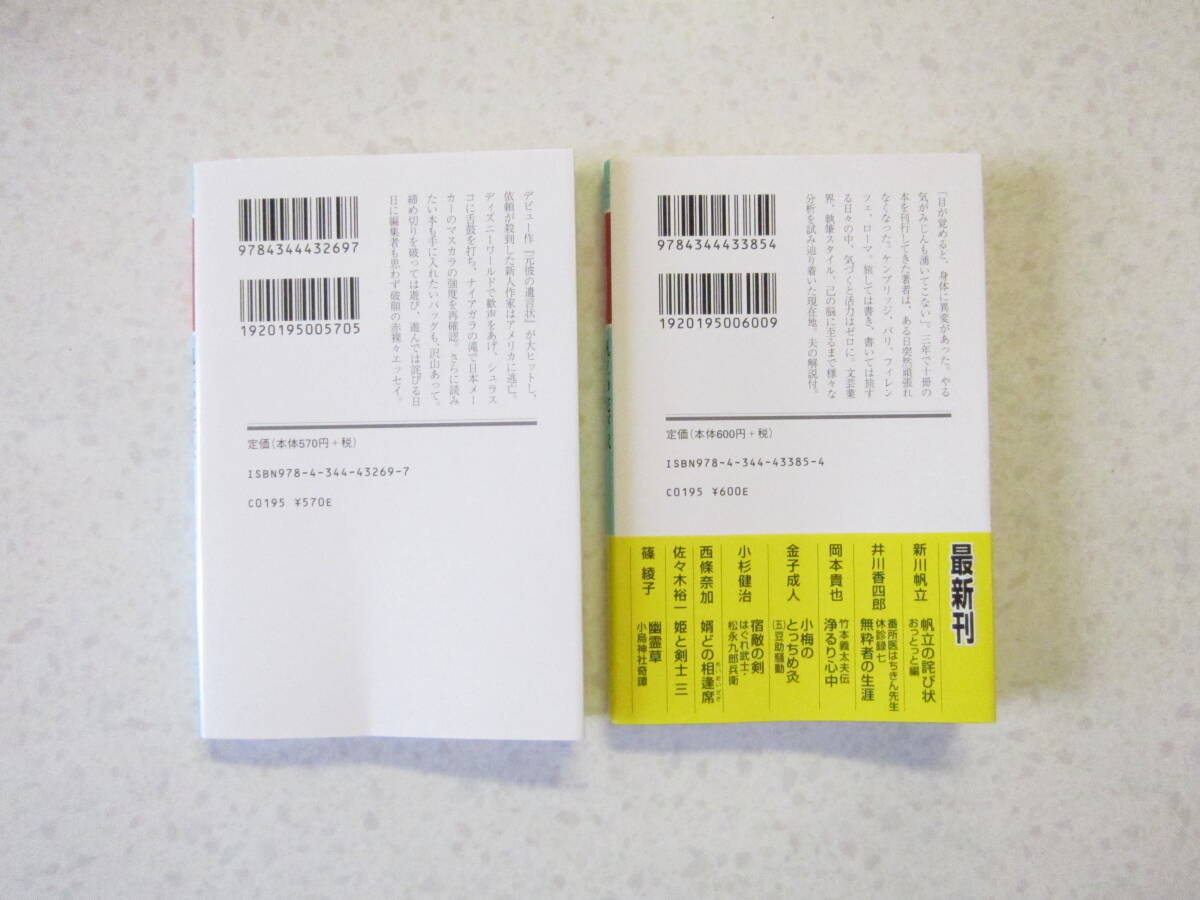 9784344432697
1920195005705
デビュー作『元彼の遺言状』が大ヒットし、
依頼が殺到した新人作家はアメリカに逃亡。
ディズニーワールドで歓声をあげ、シュラス
コに舌鼓を打ち、ナイアガラの滝で日本メー
カーのマスカラの強度を再確認。さらに読み
たい本も手に入れたいバッグも、沢山あって。
締め切りを破っては遊び、遊んでは詫びる日
日に編集者も思わず破顔の赤裸々エッセイ。
定価(本体570円+税)
ISBN978-4-344-43269-7
C0195 ¥570E
9784344433854
1920195006009
「目が覚めると、身体に異変があった。やる
気がみじんも湧いてこない」。三年で十冊の
本を刊行してきた著者は、ある日突然頑張れ
なくなった。ケンブリッジ、パリ、フィレン
ツェ、ローマ。旅しては書き、書いては旅す
る日々の中、気づくと活力はゼロに。文芸業
界、執筆スタイル、己の脳に至るまで様々な
分析を試み辿り着いた現在地。夫の解説付。
定価(本体600円+税)
ISBN978-4-344-43385-4
C0195 ¥600E
最新刊
新川帆立 帆立の詫び状
おっとっと編
井川香四郎 番所医はちきん先生
休診録七
無粋者の生涯
岡本貴也 竹本義太夫伝
浄るり心中
金子成人 小梅の
とっちめ灸
(五)豆助騒動
小杉健治 宿敵の剣
はぐれ武士・
松永九郎兵衛
西條奈加 婿どの相逢席
あいおいざき
佐々木裕一 姫と剣士 三
篠 綾子 幽霊草
小烏神社奇譚